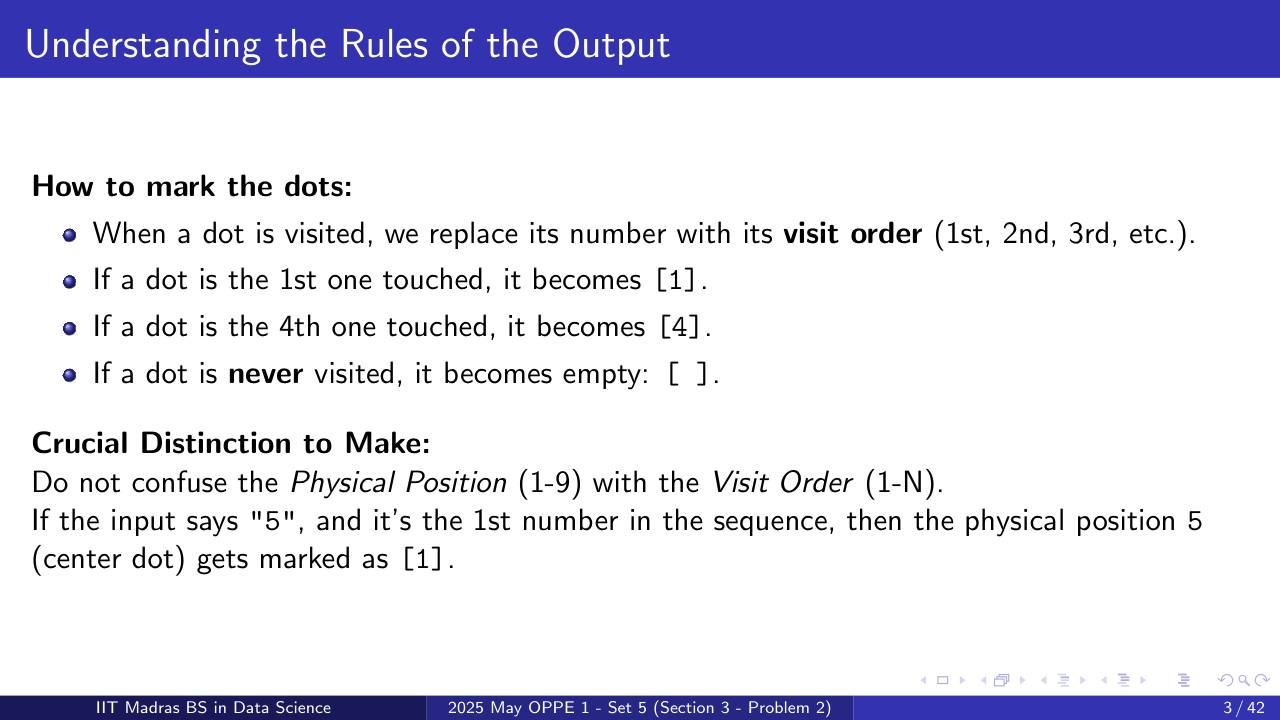 Understanding the Rules of the Output
How to mark the dots:
When a dot is visited, we replace its number with its visit order (1st, 2nd, 3rd, etc.).
If a dot is the 1st one touched, it becomes [1].
If a dot is the 4th one touched, it becomes [4].
If a dot is never visited, it becomes empty: [ ].
Crucial Distinction to Make:
Do not confuse the Physical Position (1-9) with the Visit Order (1-N).
If the input says "5", and it's the 1st number in the sequence, then the physical position 5
(center dot) gets marked as [1].
IIT Madras BS in Data Science
2025 May OPPE 1 - Set 5 (Section 3 - Problem 2)
3 / 42